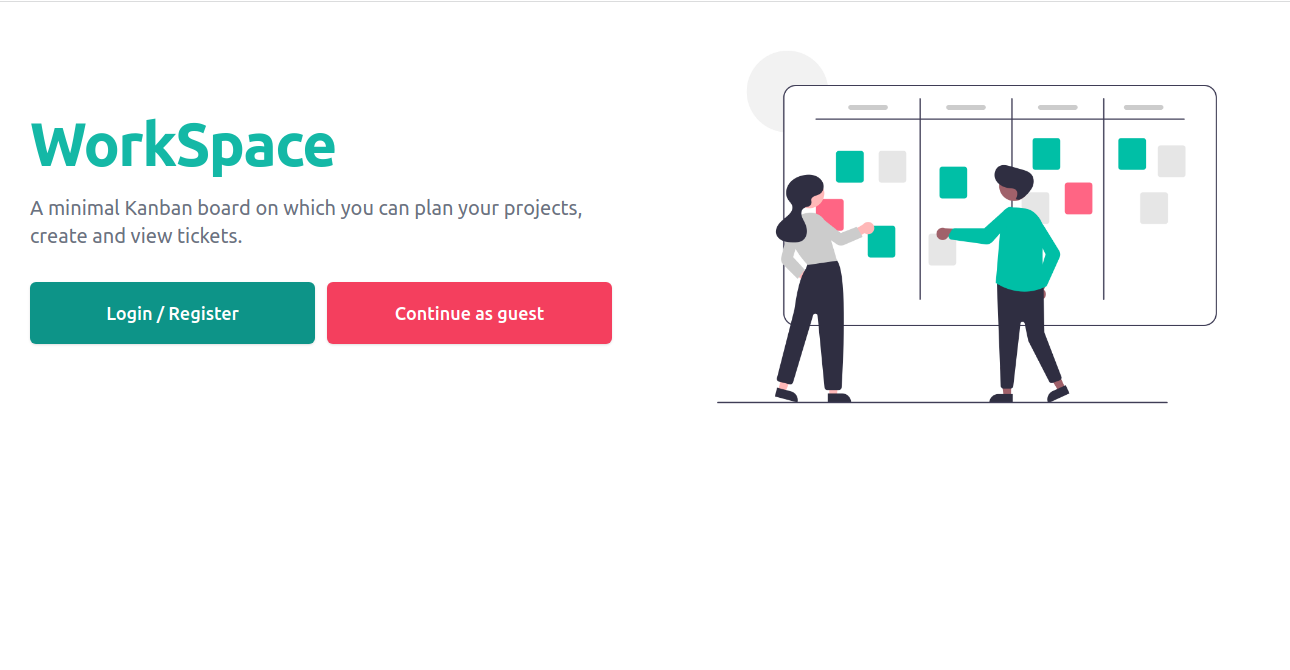 WorkSpace
A minimal Kanban board on which you can plan your projects,
create and view tickets.
Login / Register
Continue as guest